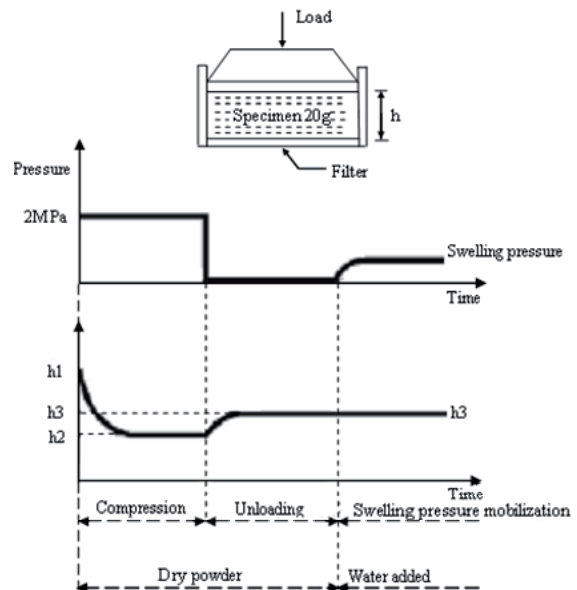 Load
Specimen 20g
h
Filter
Pressure
2MPa
Swelling pressure
Time
h1
h3
h2
h3
Time
Compression
Unloading
Swelling pressure mobilization
Dry powder
Water added